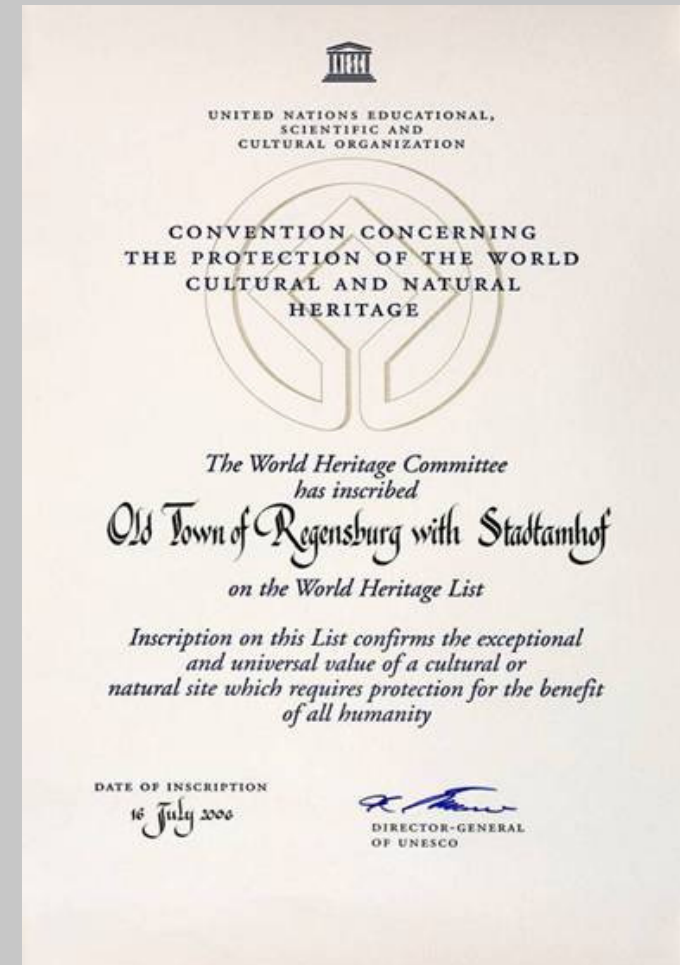 UNESCO
UNITED NATIONS EDUCATIONAL,
SCIENTIFIC AND
CULTURAL ORGANIZATION
CONVENTION CONCERNING
THE PROTECTION OF THE WORLD
CULTURAL AND NATURAL
HERITAGE
The World Heritage Committee
has inscribed
Old Town of Regensburg with Stadtamhof
on the World Heritage List
Inscription on this List confirms the exceptional
and universal value of a cultural or
natural site which requires protection for the benefit
of all humanity
DATE OF INSCRIPTION
16 July 2006
DIRECTOR-GENERAL
OF UNESCO